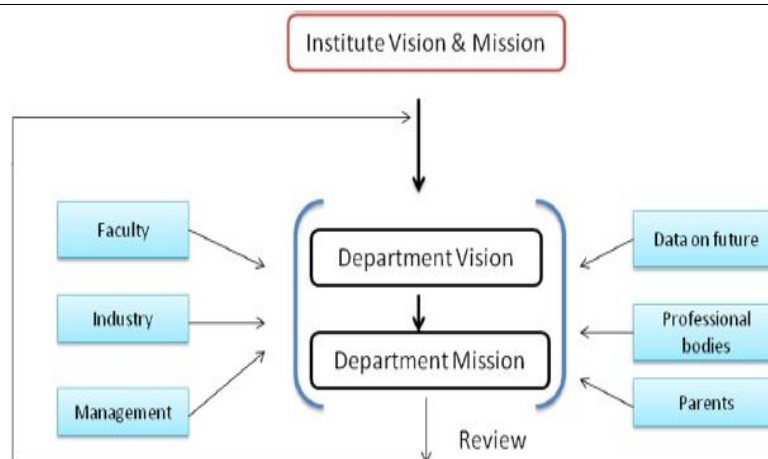 Institute Vision & Mission
Faculty
Industry
Management
Department Vision
Department Mission
Review
Data on future
Professional
bodies
Parents